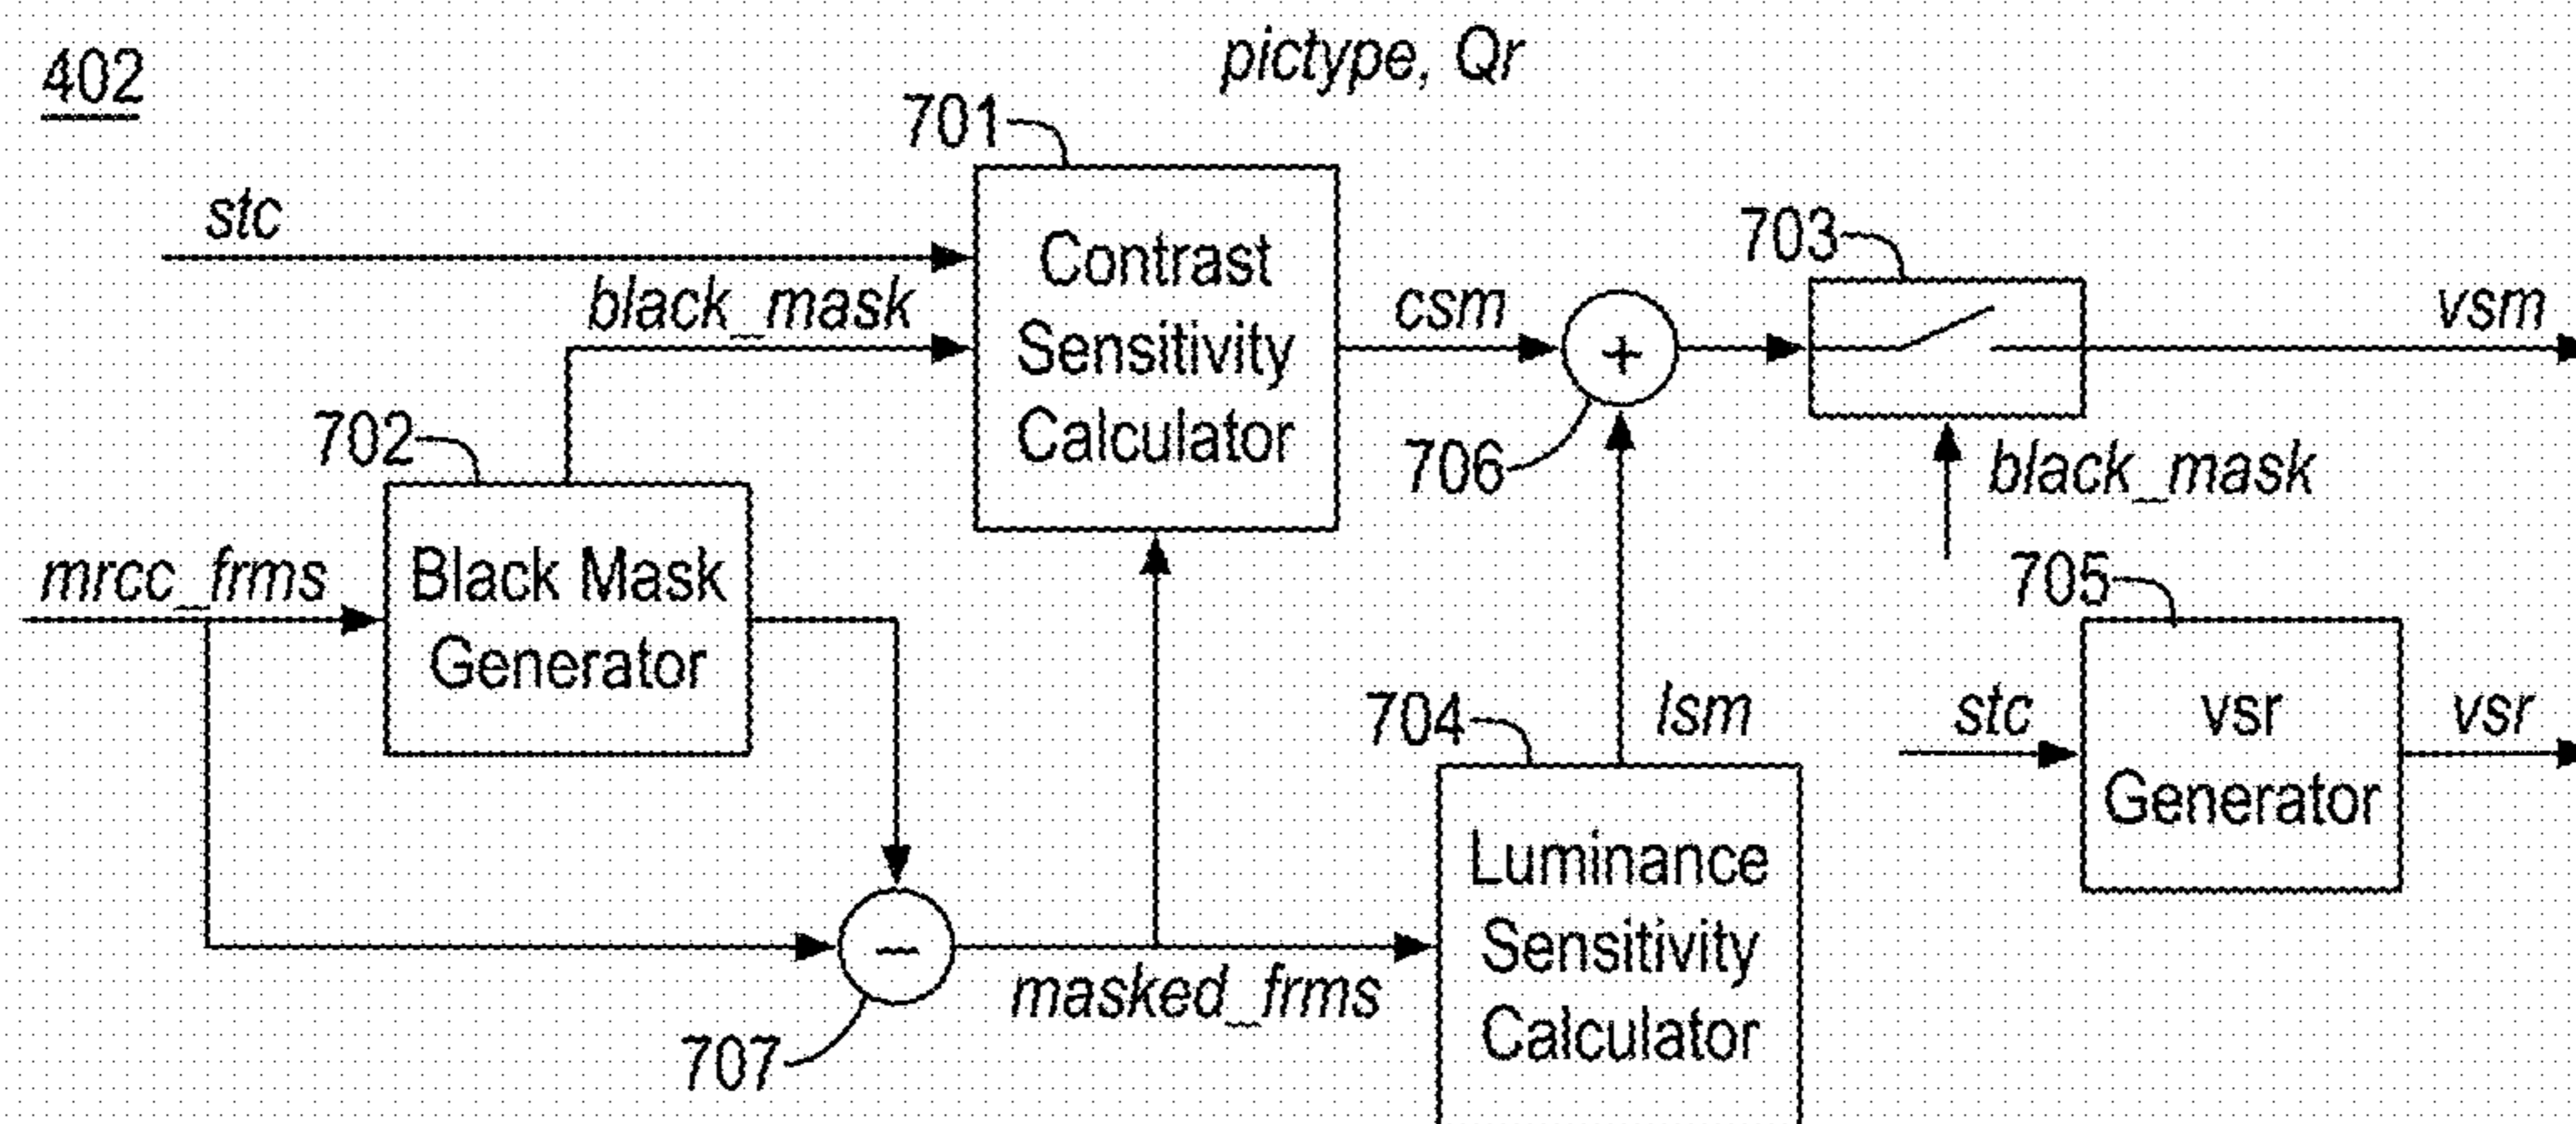 402
pictype, Qr
701
stc
black_mask
Contrast
Sensitivity
Calculator
csm
+
706
703
vsm
black_mask
702
mrcc_frms
Black Mask
Generator
−
707
masked_frms
704
lsm
Luminance
Sensitivity
Calculator
705
stc
vsr
Generator
vsr